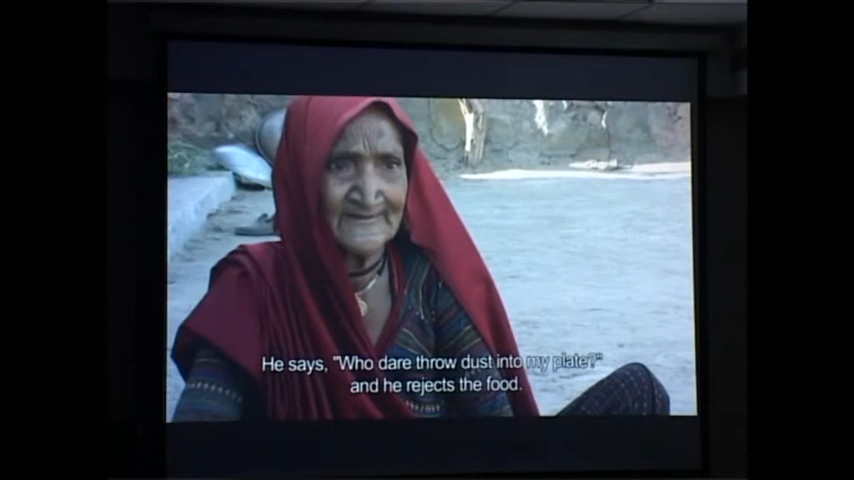 He says, "Who dare throw dust into my plate?"
and he rejects the food.